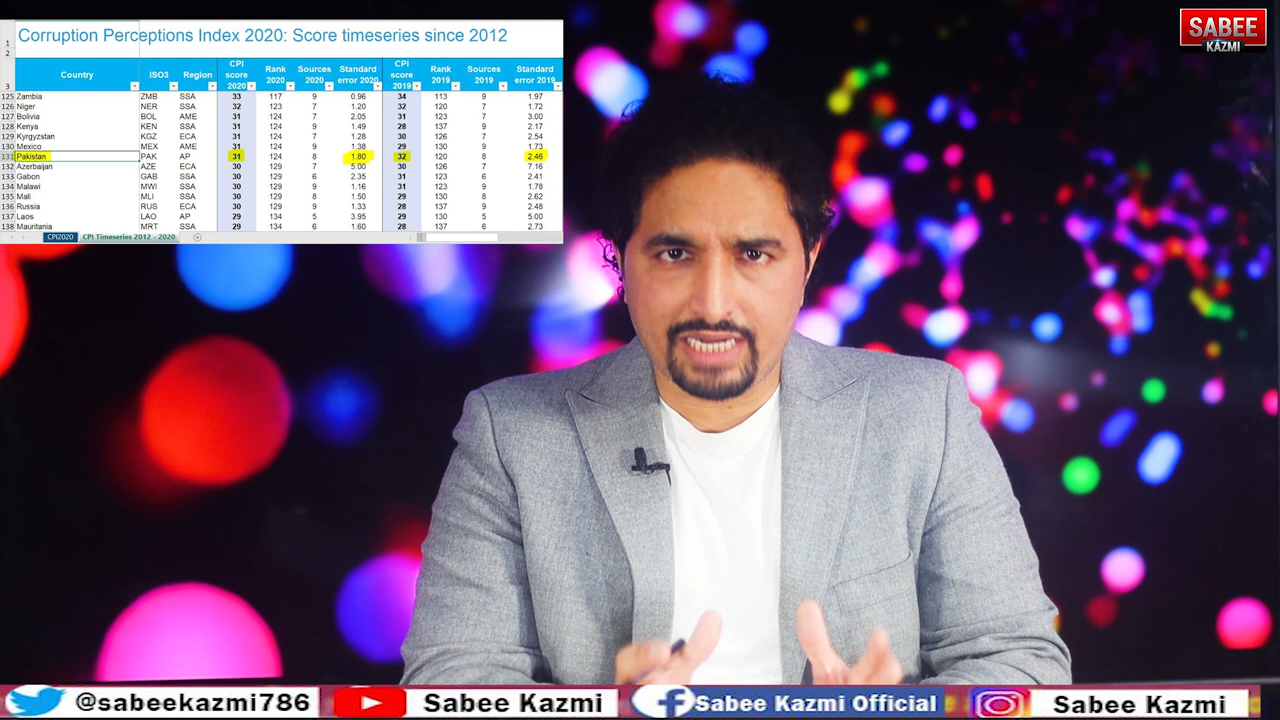 Corruption Perceptions Index 2020: Score timeseries since 2012
1
2
3 Country ISO3 Region CPI score 2020 Rank 2020 Sources 2020 Standard error 2020 CPI score 2019 Rank 2019 Sources 2019 Standard error 2019
125 Zambia ZMB SSA 33 117 9 0.96 34 113 9 1.97
126 Niger NER SSA 32 123 7 1.20 32 120 7 1.72
127 Bolivia BOL AME 31 124 7 2.05 31 123 7 3.00
128 Kenya KEN SSA 31 124 9 1.49 28 137 9 2.17
129 Kyrgyzstan KGZ ECA 31 124 7 1.28 30 126 7 2.54
130 Mexico MEX AME 31 124 9 1.38 29 130 9 1.73
131 Pakistan PAK AP 31 124 8 1.80 32 120 8 2.46
132 Azerbaijan AZE ECA 30 129 7 5.00 30 126 7 7.16
133 Gabon GAB SSA 30 129 6 2.35 31 123 6 2.41
134 Malawi MWI SSA 30 129 9 1.16 31 123 9 1.78
135 Mali MLI SSA 30 129 8 1.50 29 130 8 2.62
136 Russia RUS ECA 30 129 9 1.33 28 137 9 2.48
137 Laos LAO AP 29 134 5 3.95 29 130 5 5.00
138 Mauritania MRT SSA 29 134 6 1.60 28 137 6 2.73
CPI2020 CPI Timeseries 2012 - 2020
SABEE
KAZMI
@sabeekazmi786 Sabee Kazmi Sabee Kazmi Official Sabee Kazmi